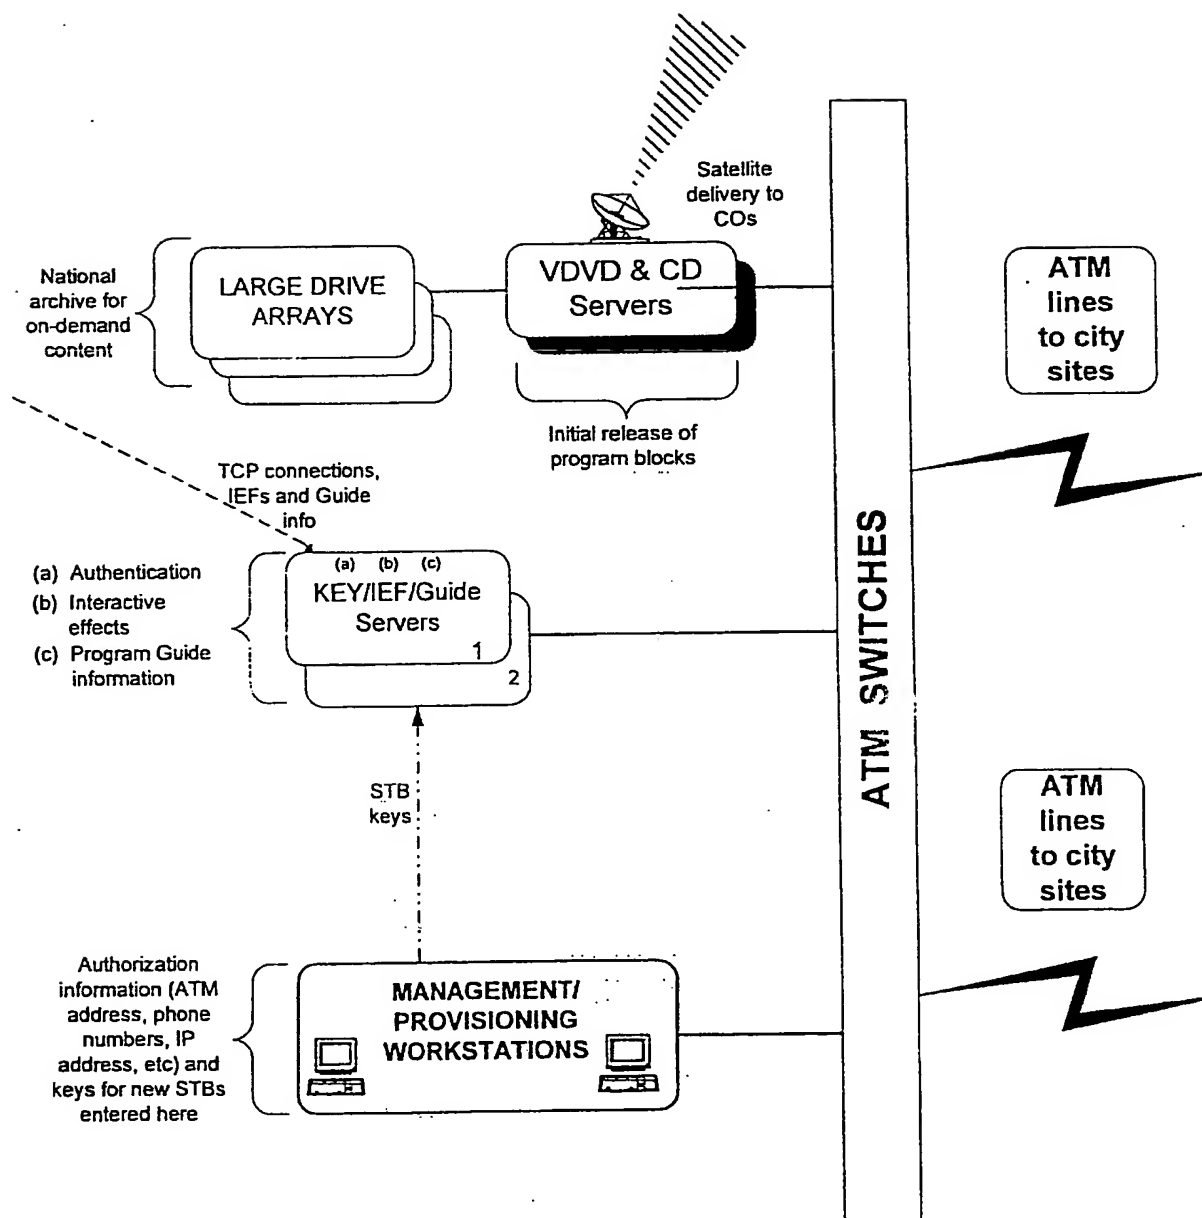 Satellite
delivery to
COs
National
archive for
on-demand
content
LARGE DRIVE
ARRAYS
VDVD & CD
Servers
ATM
lines
to city
sites
Initial release of
program blocks
TCP connections,
IEFs and Guide
info
(a) Authentication
(b) Interactive
effects
(c) Program Guide
information
(a) (b) (c)
KEY/IEF/Guide
Servers
1
2
ATM SWITCHES
STB
keys
ATM
lines
to city
sites
Authorization
information (ATM
address, phone
numbers, IP
address, etc) and
keys for new STBs
entered here
MANAGEMENT/
PROVISIONING
WORKSTATIONS